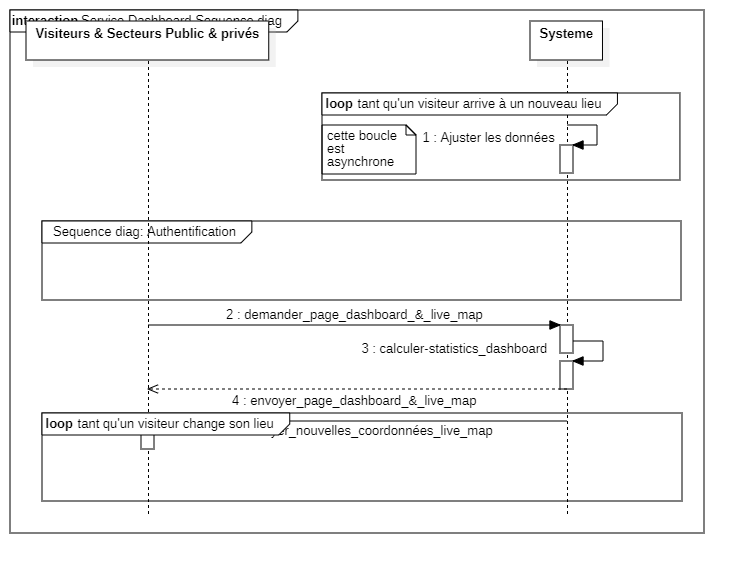 interaction Service Dashboard Sequence diag
Visiteurs & Secteurs Public & privés
Systeme
loop tant qu'un visiteur arrive à un nouveau lieu
cette boucle
est
asynchrone
1 : Ajuster les données
Sequence diag: Authentification
2 : demander_page_dashboard_&_live_map
3 : calculer-statistics_dashboard
4 : envoyer_page_dashboard_&_live_map
loop tant qu'un visiteur change son lieu
er_nouvelles_coordonnées_live_map